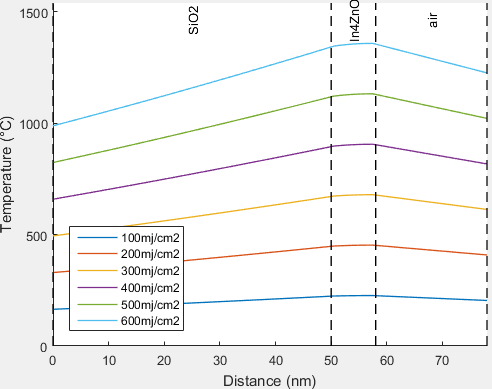 SiO2
In4ZnO
air
1500
1000
500
0
Temperature (°C)
100mj/cm2
200mj/cm2
300mj/cm2
400mj/cm2
500mj/cm2
600mj/cm2
0
10
20
30
40
50
60
70
Distance (nm)